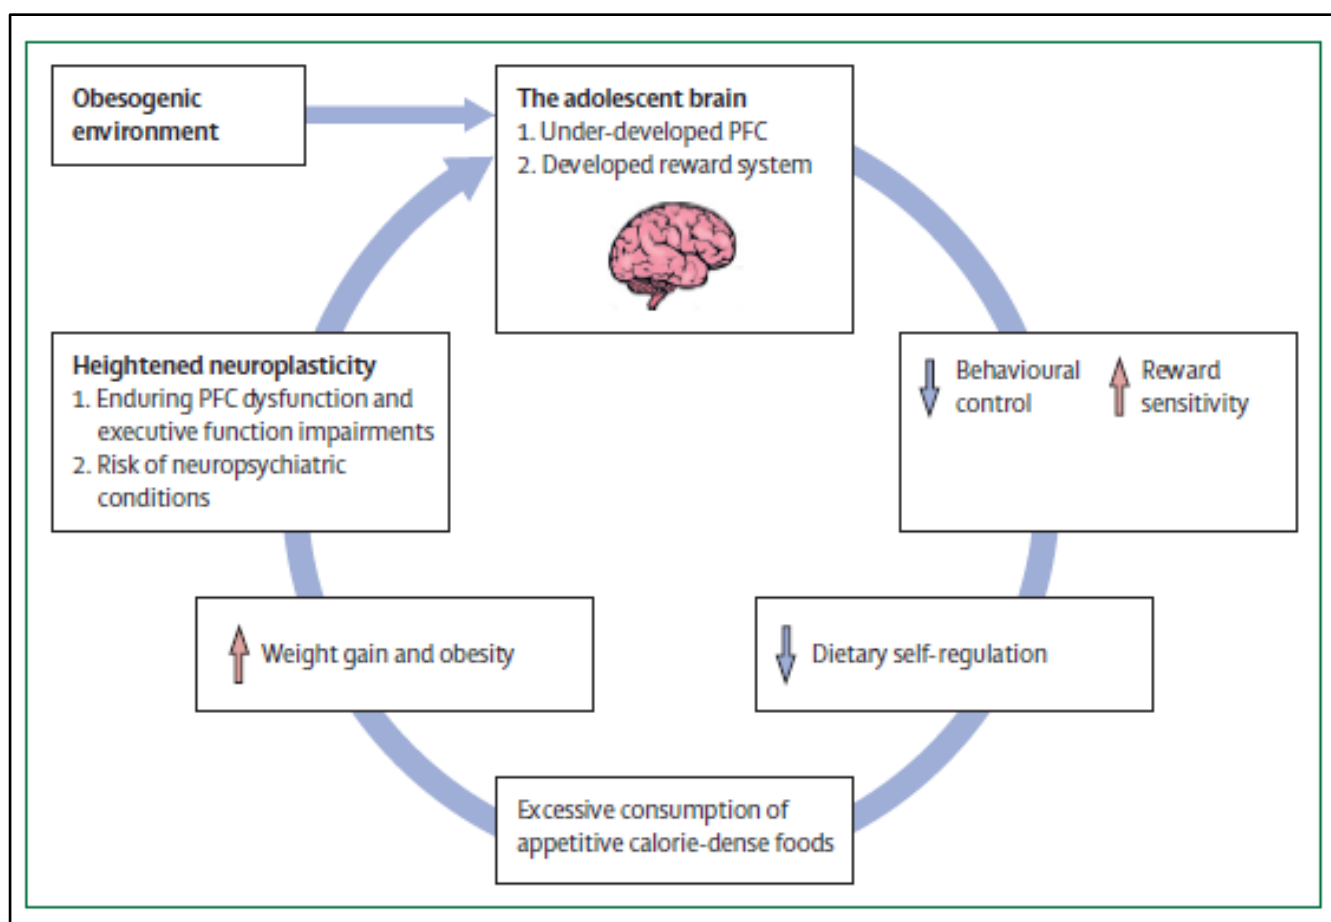 Obesogenic
environment
The adolescent brain
1. Under-developed PFC
2. Developed reward system
Behavioural
control
Reward
sensitivity
Dietary self-regulation
Excessive consumption of
appetitive calorie-dense foods
Weight gain and obesity
Heightened neuroplasticity
1. Enduring PFC dysfunction and
executive function impairments
2. Risk of neuropsychiatric
conditions